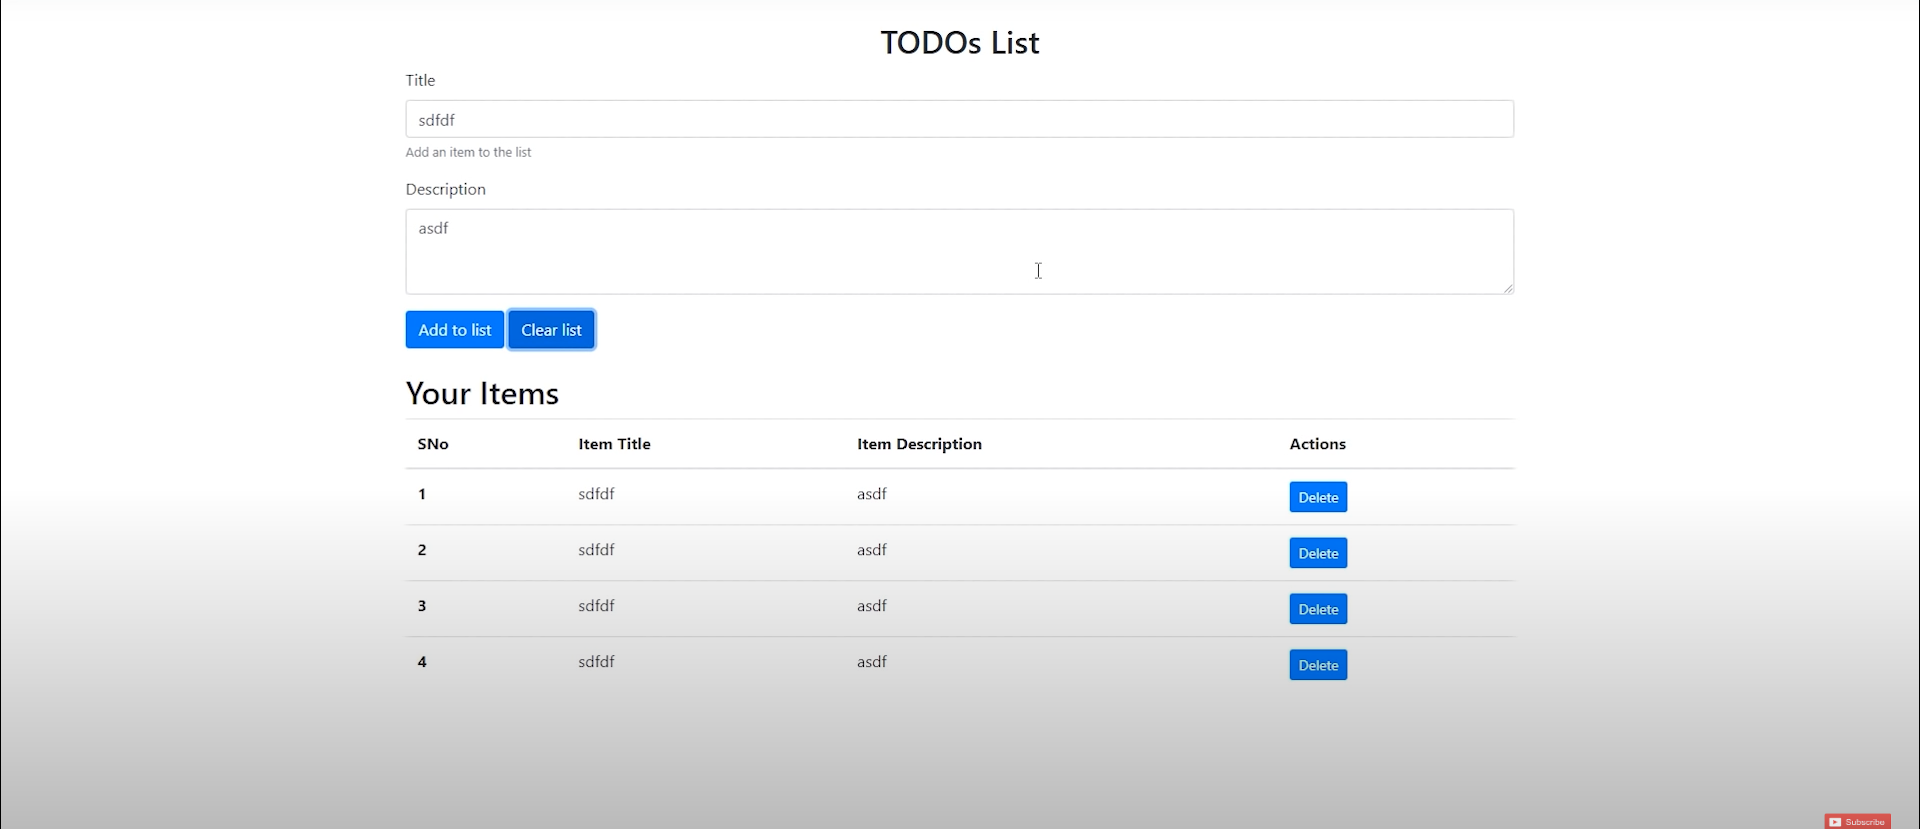 TODOs List
Title
sdfdf
Add an item to the list
Description
asdf
Add to list Clear list
Your Items
SNo Item Title Item Description Actions
1 sdfdf asdf Delete
2 sdfdf asdf Delete
3 sdfdf asdf Delete
4 sdfdf asdf Delete
Subscribe